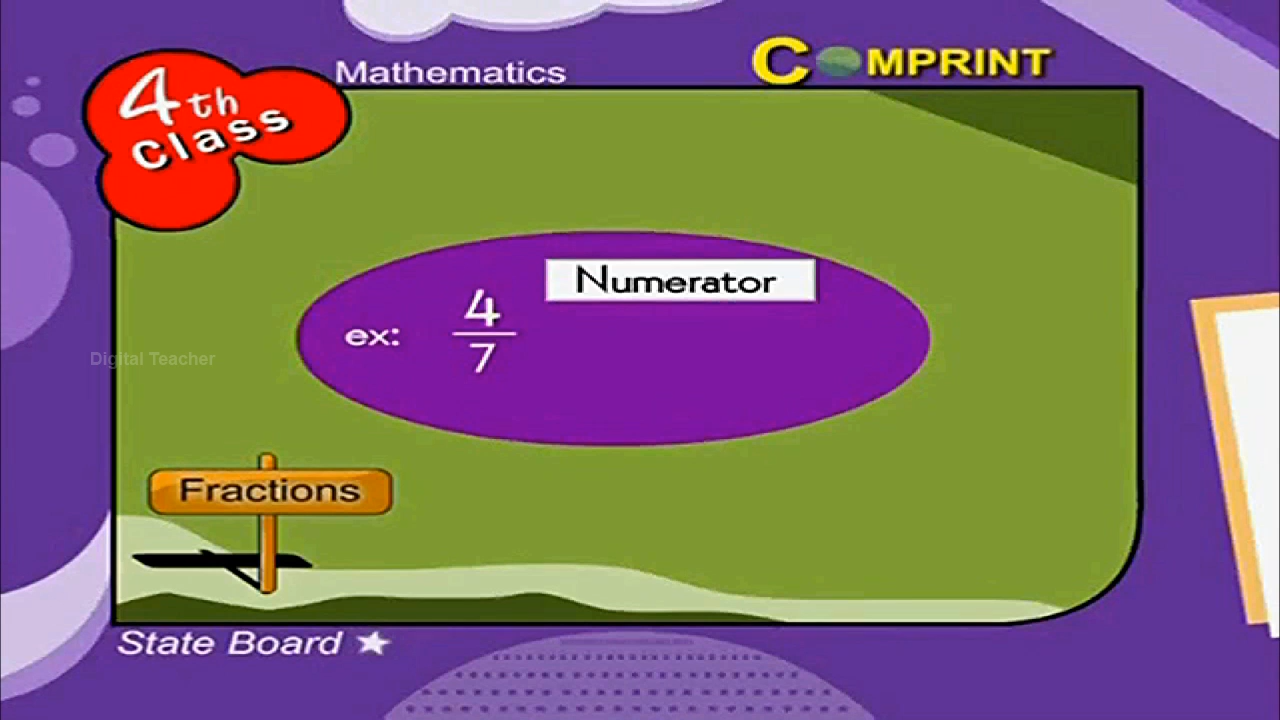 Mathematics
COMPRINT
4th
Class
Numerator
ex: 4/7
Digital Teacher
Fractions
State Board ★